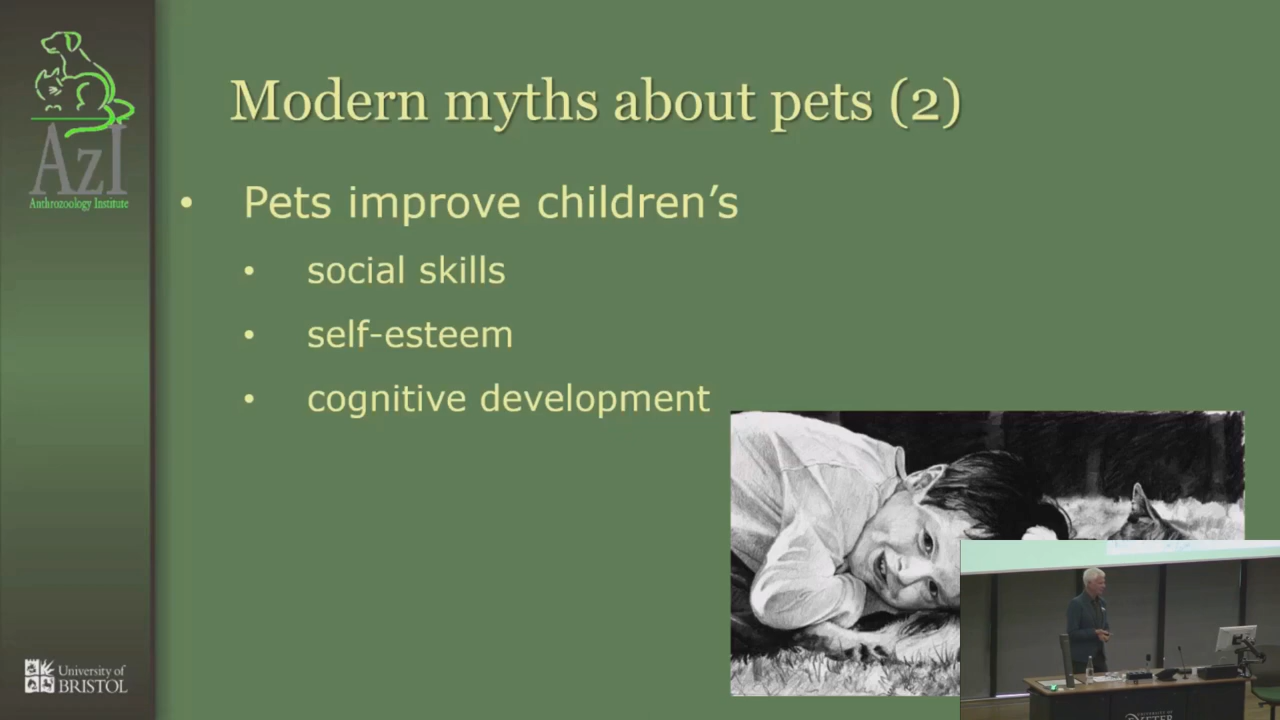 Modern myths about pets (2)
AzI
Anthrozoology Institute
• Pets improve children's
• social skills
• self-esteem
• cognitive development
University of
BRISTOL